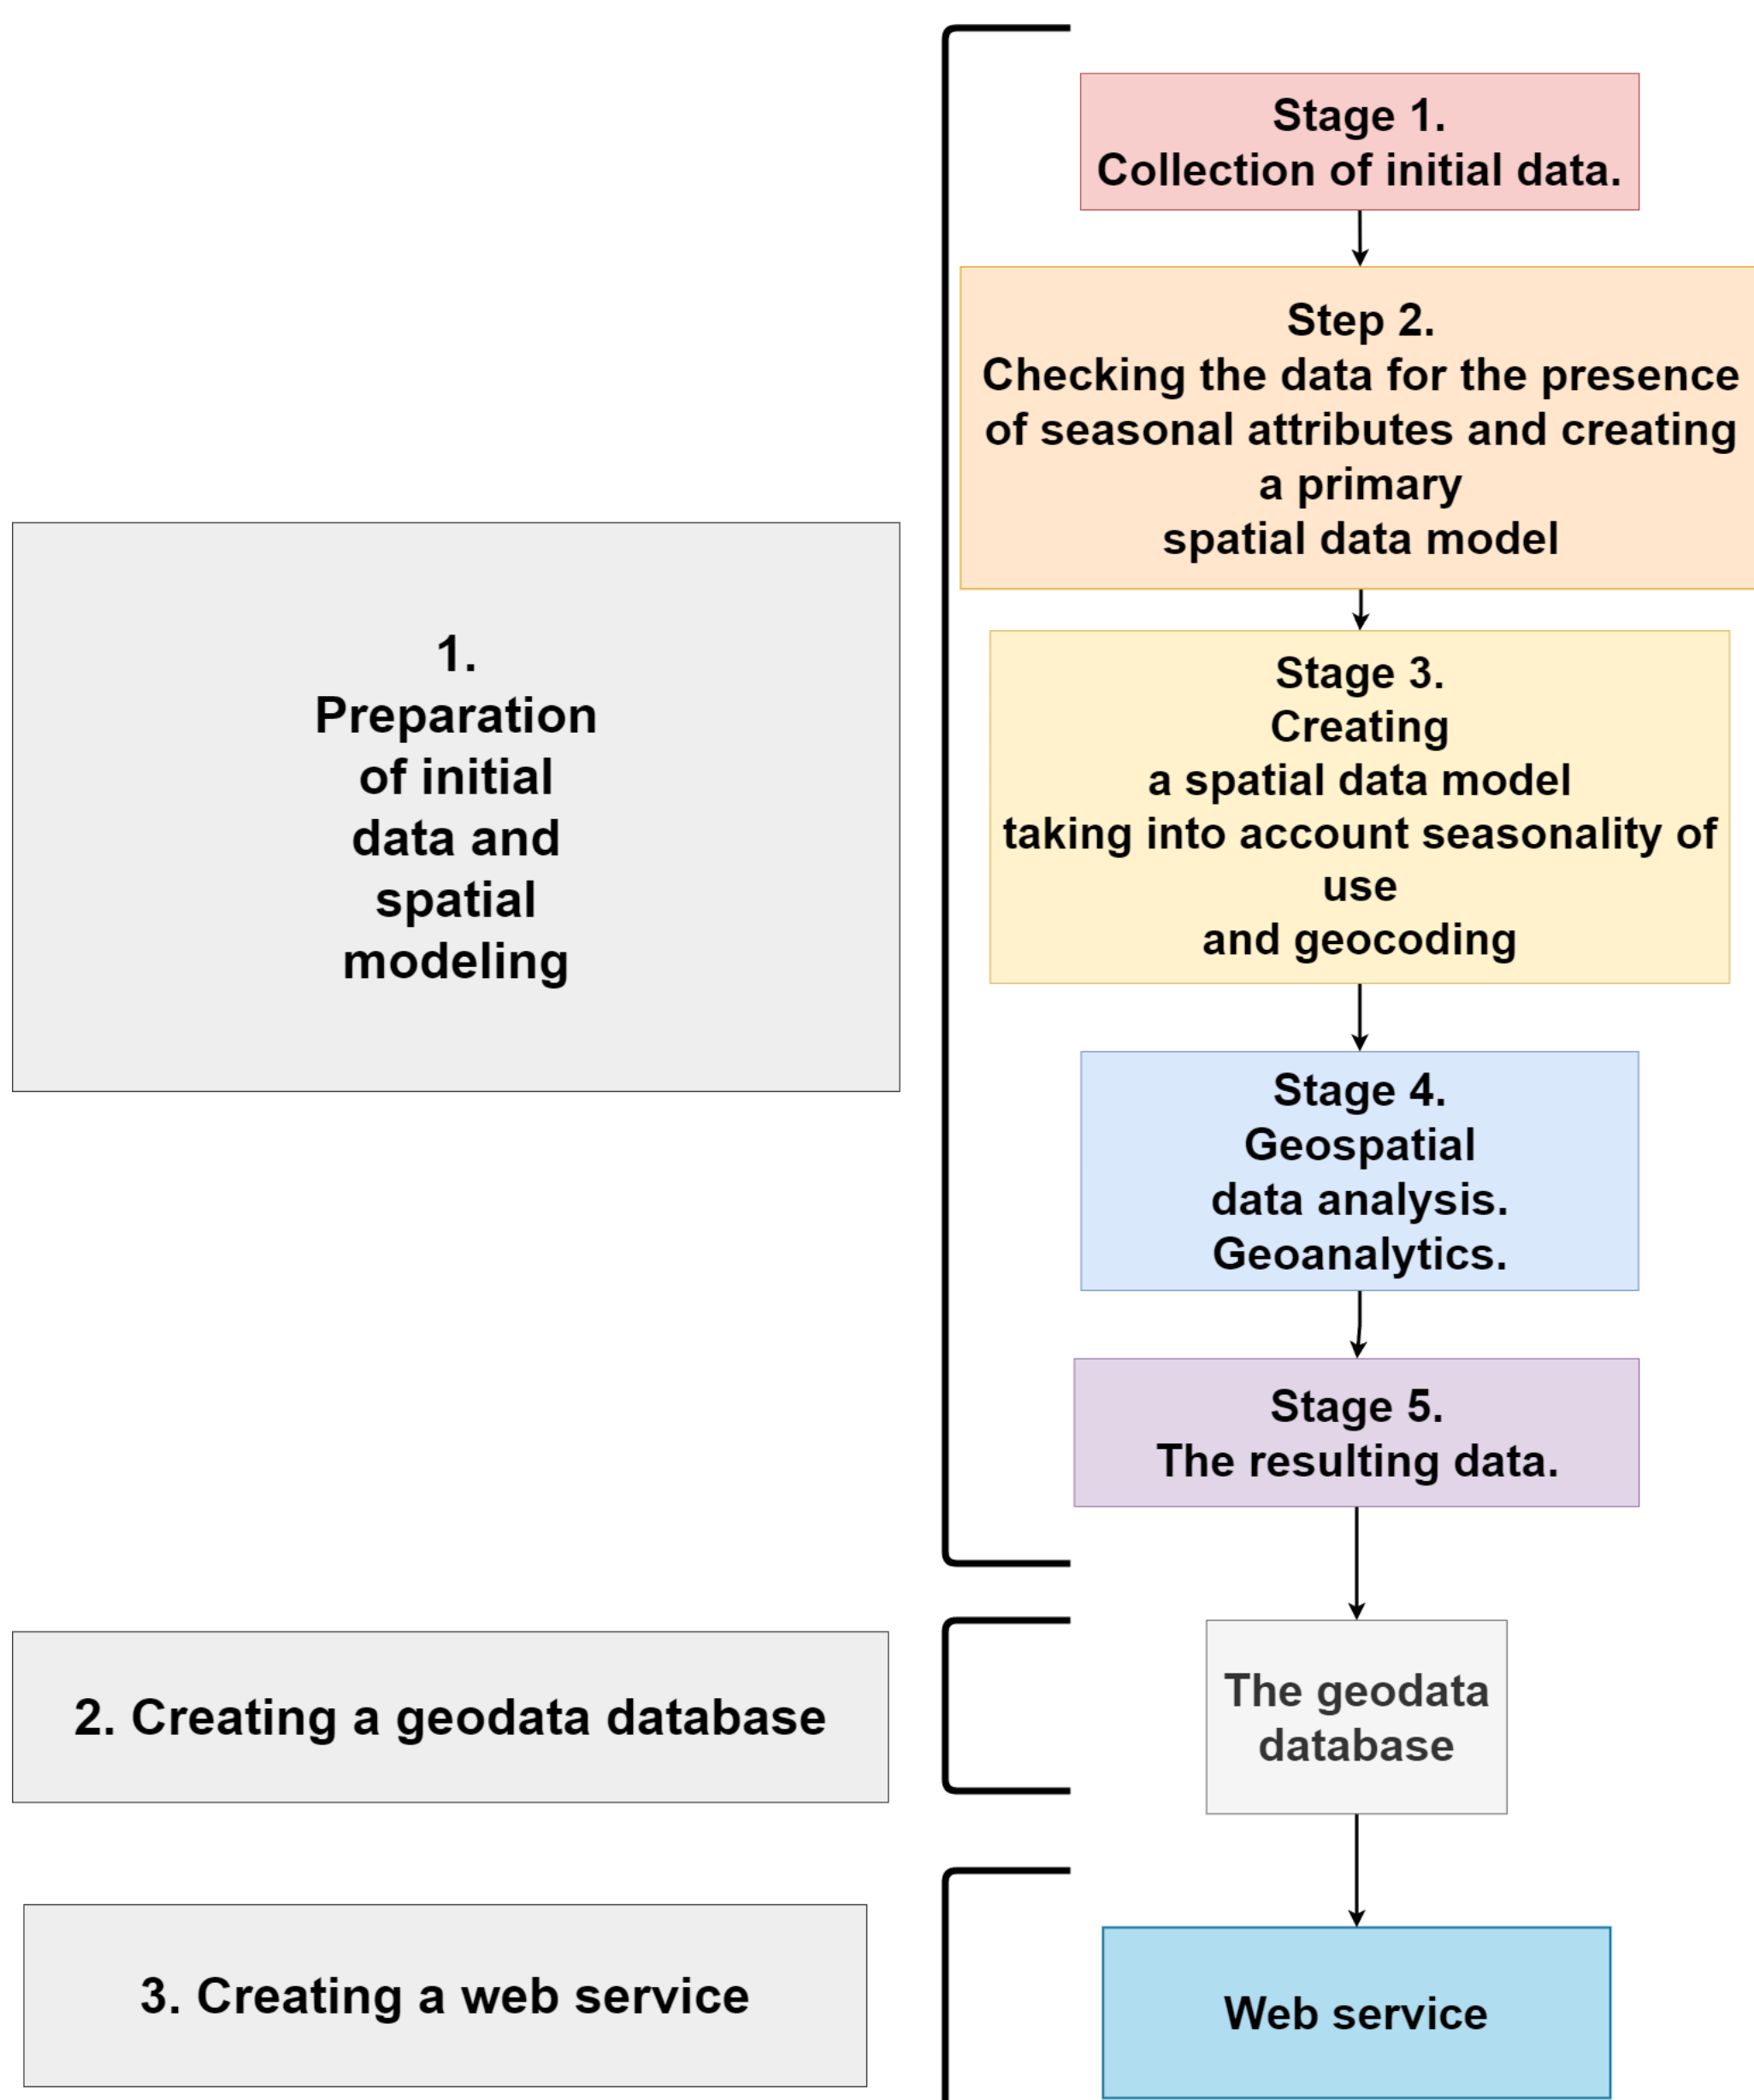 Stage 1.
Collection of initial data.
Step 2.
Checking the data for the presence
of seasonal attributes and creating
a primary
spatial data model
1.
Preparation
of initial
data and
spatial
modeling
Stage 3.
Creating
a spatial data model
taking into account seasonality of
use
and geocoding
Stage 4.
Geospatial
data analysis.
Geoanalytics.
Stage 5.
The resulting data.
2. Creating a geodata database
The geodata
database
3. Creating a web service
Web service